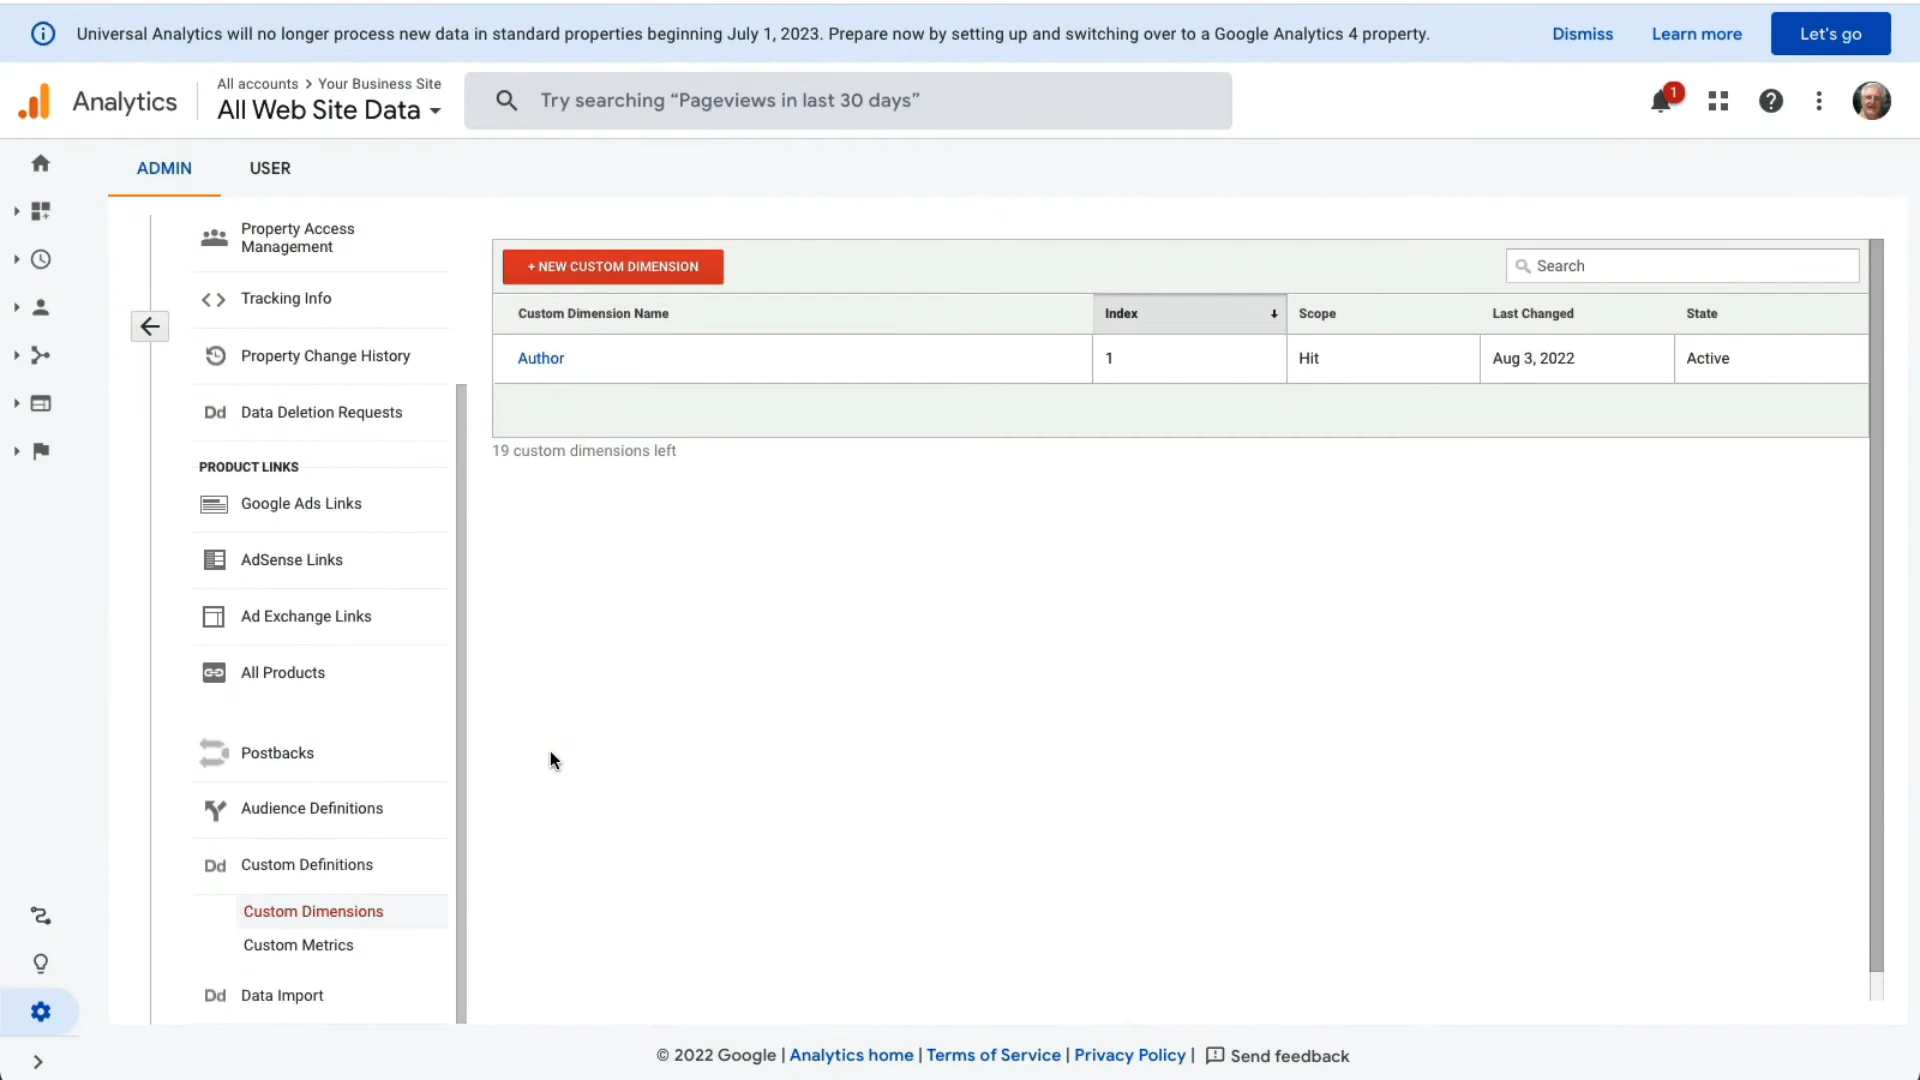 Universal Analytics will no longer process new data in standard properties beginning July 1, 2023. Prepare now by setting up and switching over to a Google Analytics 4 property.
Dismiss
Learn more
Let's go
Analytics
All accounts > Your Business Site
All Web Site Data
Try searching “Pageviews in last 30 days”
1
ADMIN
USER
Property Access
Management
Tracking Info
Property Change History
Dd Data Deletion Requests
PRODUCT LINKS
Google Ads Links
AdSense Links
Ad Exchange Links
All Products
Postbacks
Audience Definitions
Dd Custom Definitions
Custom Dimensions
Custom Metrics
Dd Data Import
+ NEW CUSTOM DIMENSION
Search
Custom Dimension Name Index Scope Last Changed State
Author 1 Hit Aug 3, 2022 Active
19 custom dimensions left
© 2022 Google | Analytics home | Terms of Service | Privacy Policy | Send feedback